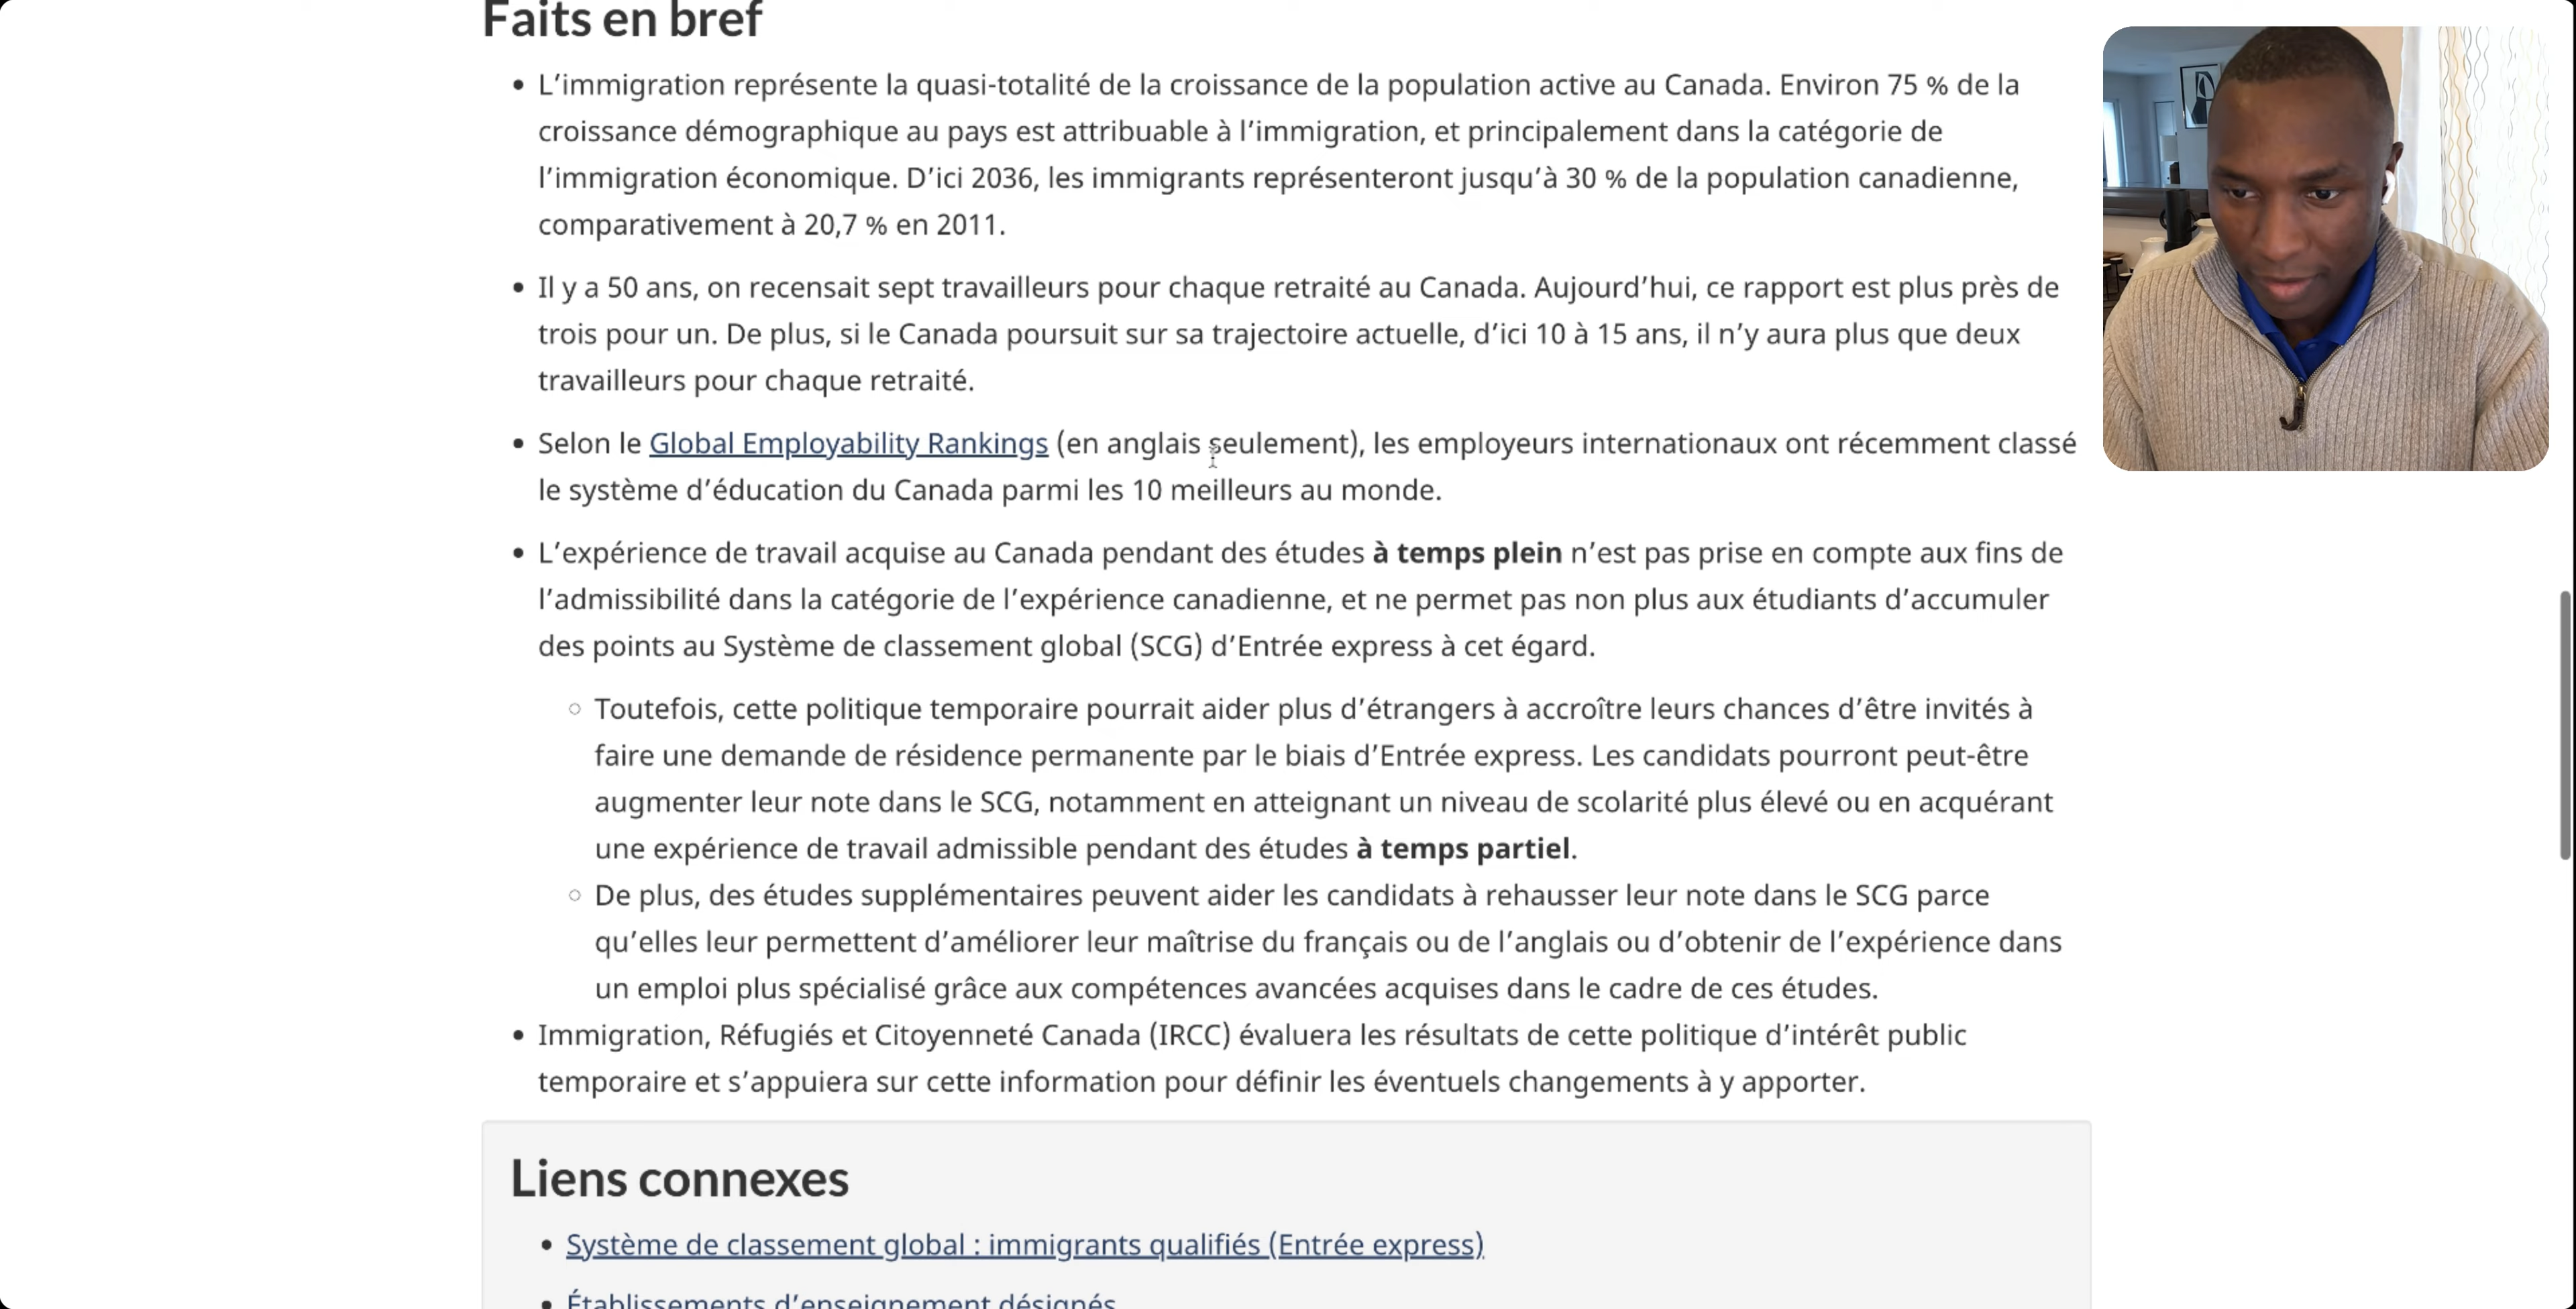 Faits en bref
• L’immigration représente la quasi-totalité de la croissance de la population active au Canada. Environ 75 % de la
croissance démographique au pays est attribuable à l’immigration, et principalement dans la catégorie de
l’immigration économique. D’ici 2036, les immigrants représenteront jusqu’à 30 % de la population canadienne,
comparativement à 20,7 % en 2011.
• Il y a 50 ans, on recensait sept travailleurs pour chaque retraité au Canada. Aujourd’hui, ce rapport est plus près de
trois pour un. De plus, si le Canada poursuit sur sa trajectoire actuelle, d’ici 10 à 15 ans, il n’y aura plus que deux
travailleurs pour chaque retraité.
• Selon le Global Employability Rankings (en anglais seulement), les employeurs internationaux ont récemment classé
le système d’éducation du Canada parmi les 10 meilleurs au monde.
• L’expérience de travail acquise au Canada pendant des études à temps plein n’est pas prise en compte aux fins de
l’admissibilité dans la catégorie de l’expérience canadienne, et ne permet pas non plus aux étudiants d’accumuler
des points au Système de classement global (SCG) d’Entrée express à cet égard.
○ Toutefois, cette politique temporaire pourrait aider plus d’étrangers à accroître leurs chances d’être invités à
faire une demande de résidence permanente par le biais d’Entrée express. Les candidats pourront peut-être
augmenter leur note dans le SCG, notamment en atteignant un niveau de scolarité plus élevé ou en acquérant
une expérience de travail admissible pendant des études à temps partiel.
○ De plus, des études supplémentaires peuvent aider les candidats à rehausser leur note dans le SCG parce
qu’elles leur permettent d’améliorer leur maîtrise du français ou de l’anglais ou d’obtenir de l’expérience dans
un emploi plus spécialisé grâce aux compétences avancées acquises dans le cadre de ces études.
• Immigration, Réfugiés et Citoyenneté Canada (IRCC) évaluera les résultats de cette politique d’intérêt public
temporaire et s’appuiera sur cette information pour définir les éventuels changements à y apporter.
Liens connexes
• Système de classement global : immigrants qualifiés (Entrée express)
• Établissements d’enseignement désignés